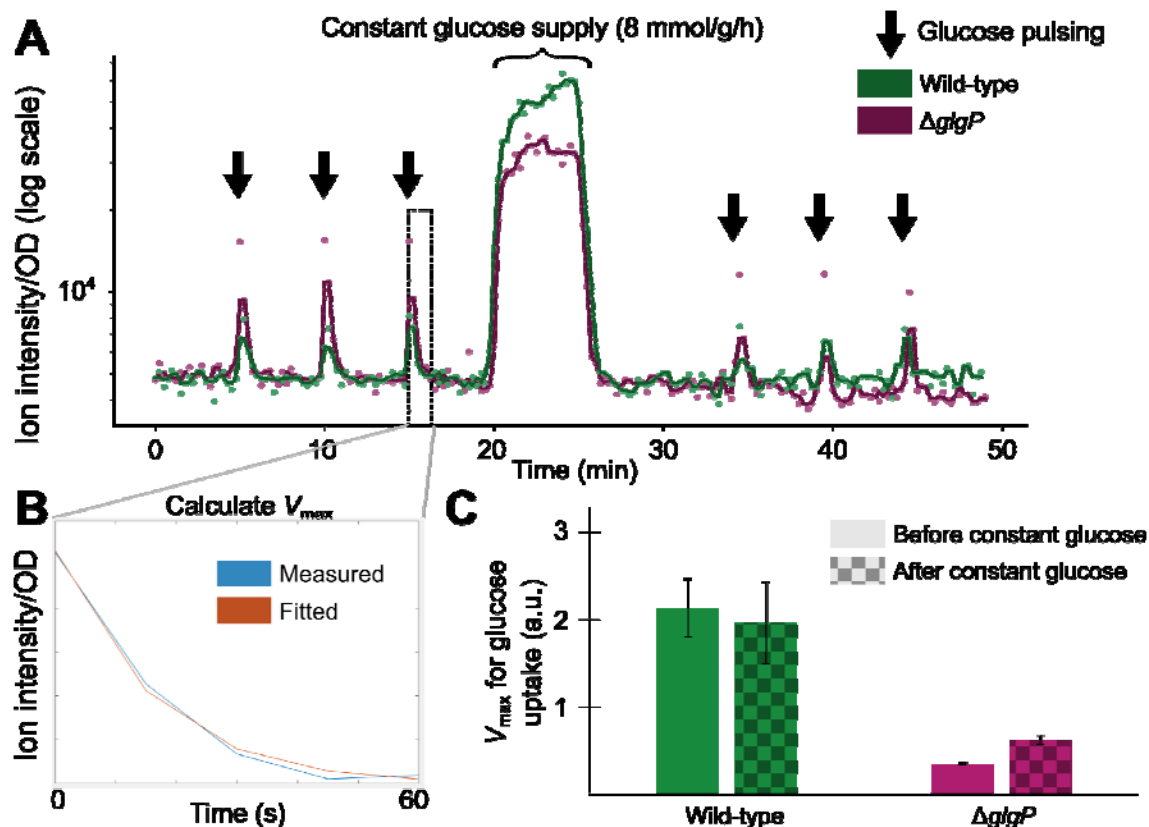 A
Constant glucose supply (8 mmol/g/h)
Glucose pulsing
Wild-type
ΔglgP
Ion intensity/OD (log scale)
10⁴
0
10
20
30
40
50
Time (min)
B
Calculate Vmax
Measured
Fitted
Ion intensity/OD
0
60
Time (s)
C
Before constant glucose
After constant glucose
3
2
1
Vmax for glucose
uptake (a.u.)
Wild-type
ΔglgP